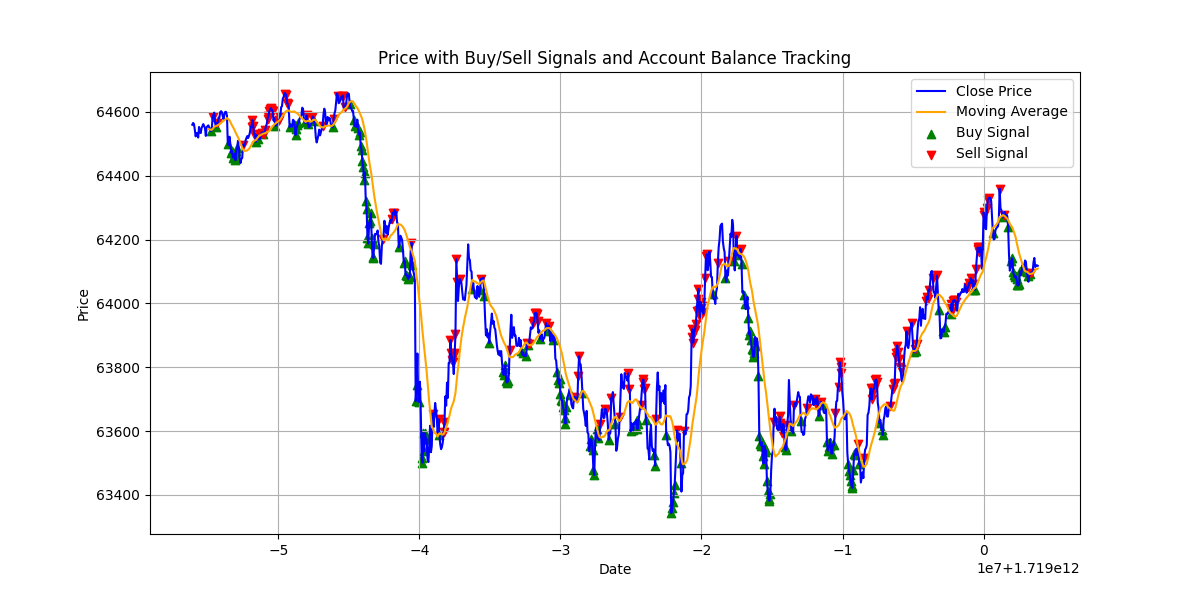 Price with Buy/Sell Signals and Account Balance Tracking
Close Price
Moving Average
Buy Signal
Sell Signal
64600
64400
64200
64000
63800
63600
63400
Price
−5 −4 −3 −2 −1 0
1e7+1.719e12
Date